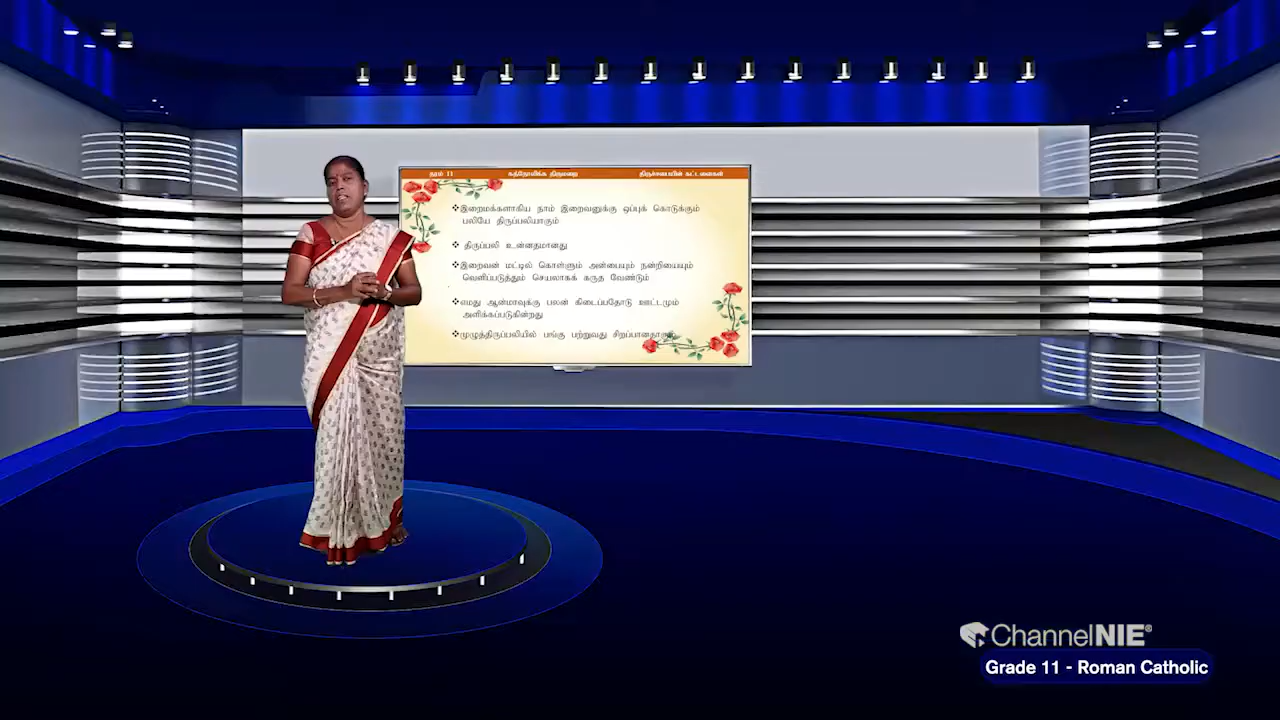 தரம் 11 கத்தோலிக்க திருமறை திருச்சபையின் கட்டளைகள்
❖இறைமக்களாகிய நாம் இறைவனுக்கு ஒப்புக் கொடுக்கும்
பலியே திருப்பலியாகும்
❖ திருப்பலி உன்னதமானது
❖இறைவன் மட்டில் கொள்ளும் அன்பையும் நன்றியையும்
வெளிப்படுத்தும் செயலாகக் கருத வேண்டும்
❖எமது ஆன்மாவுக்கு பலன் கிடைப்பதோடு ஊட்டமும்
அளிக்கப்படுகின்றது
❖முழுத்திருப்பலியில் பங்கு பற்றுவது சிறப்பானதாகும்
ChannelNIE®
Grade 11 - Roman Catholic